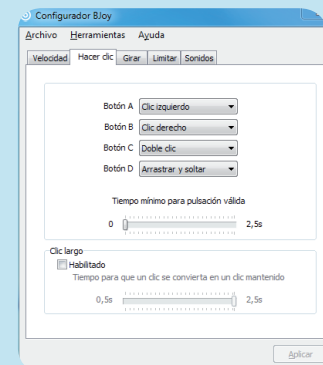 Configurador BJoy
Archivo Herramientas Ayuda
Velocidad Hacer clic Girar Limitar Sonidos
Botón A Clic izquierdo
Botón B Clic derecho
Botón C Doble clic
Botón D Arrastrar y soltar
Tiempo mínimo para pulsación válida
0 2,5s
Clic largo
Habilitado
Tiempo para que un clic se convierta en un clic mantenido
0,5s 2,5s
Aplicar